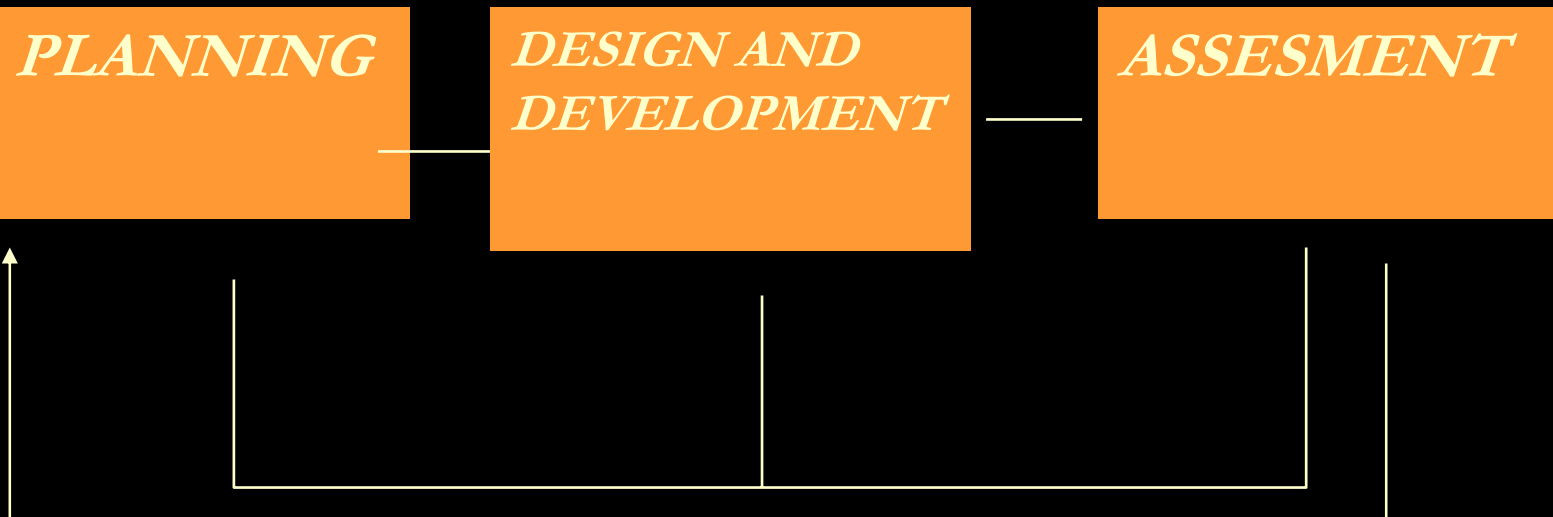 PLANNING
DESIGN AND
DEVELOPMENT
ASSESMENT